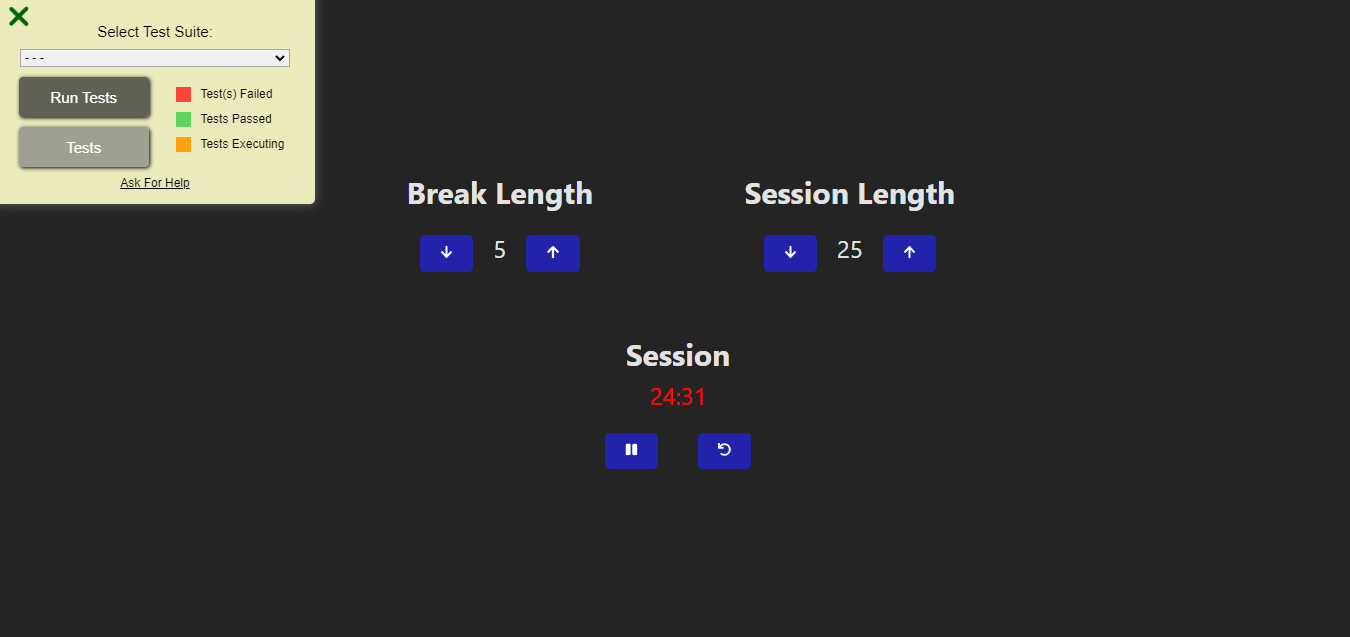 Select Test Suite:
- - -
Run Tests
Tests
Test(s) Failed
Tests Passed
Tests Executing
Ask For Help
Break Length
5
Session Length
25
Session
24:31